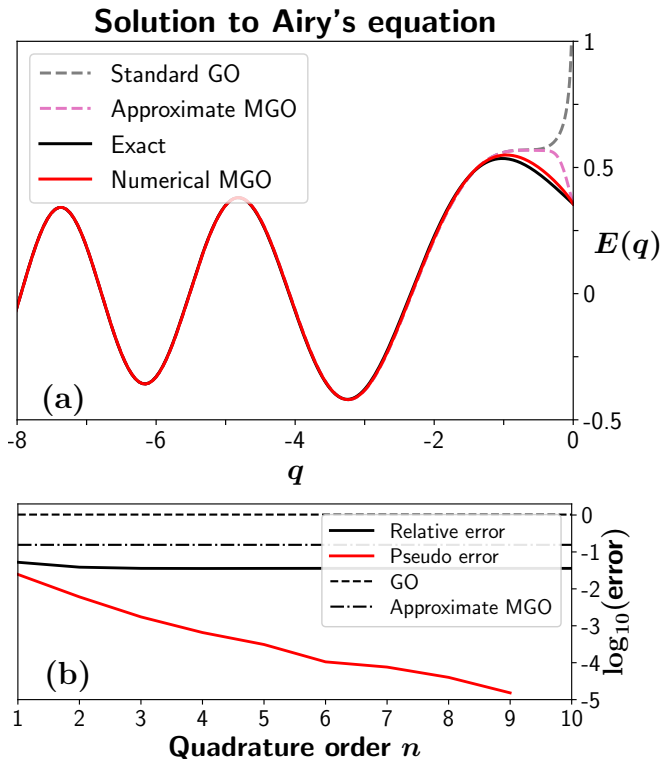 Solution to Airy's equation
Standard GO
Approximate MGO
Exact
Numerical MGO
1
0.5
0
-0.5
E(q)
(a)
-8 -6 -4 -2 0
q
Relative error
Pseudo error
GO
Approximate MGO
0
-1
-2
-3
-4
-5
log₁₀(error)
(b)
1 2 3 4 5 6 7 8 9 10
Quadrature order n